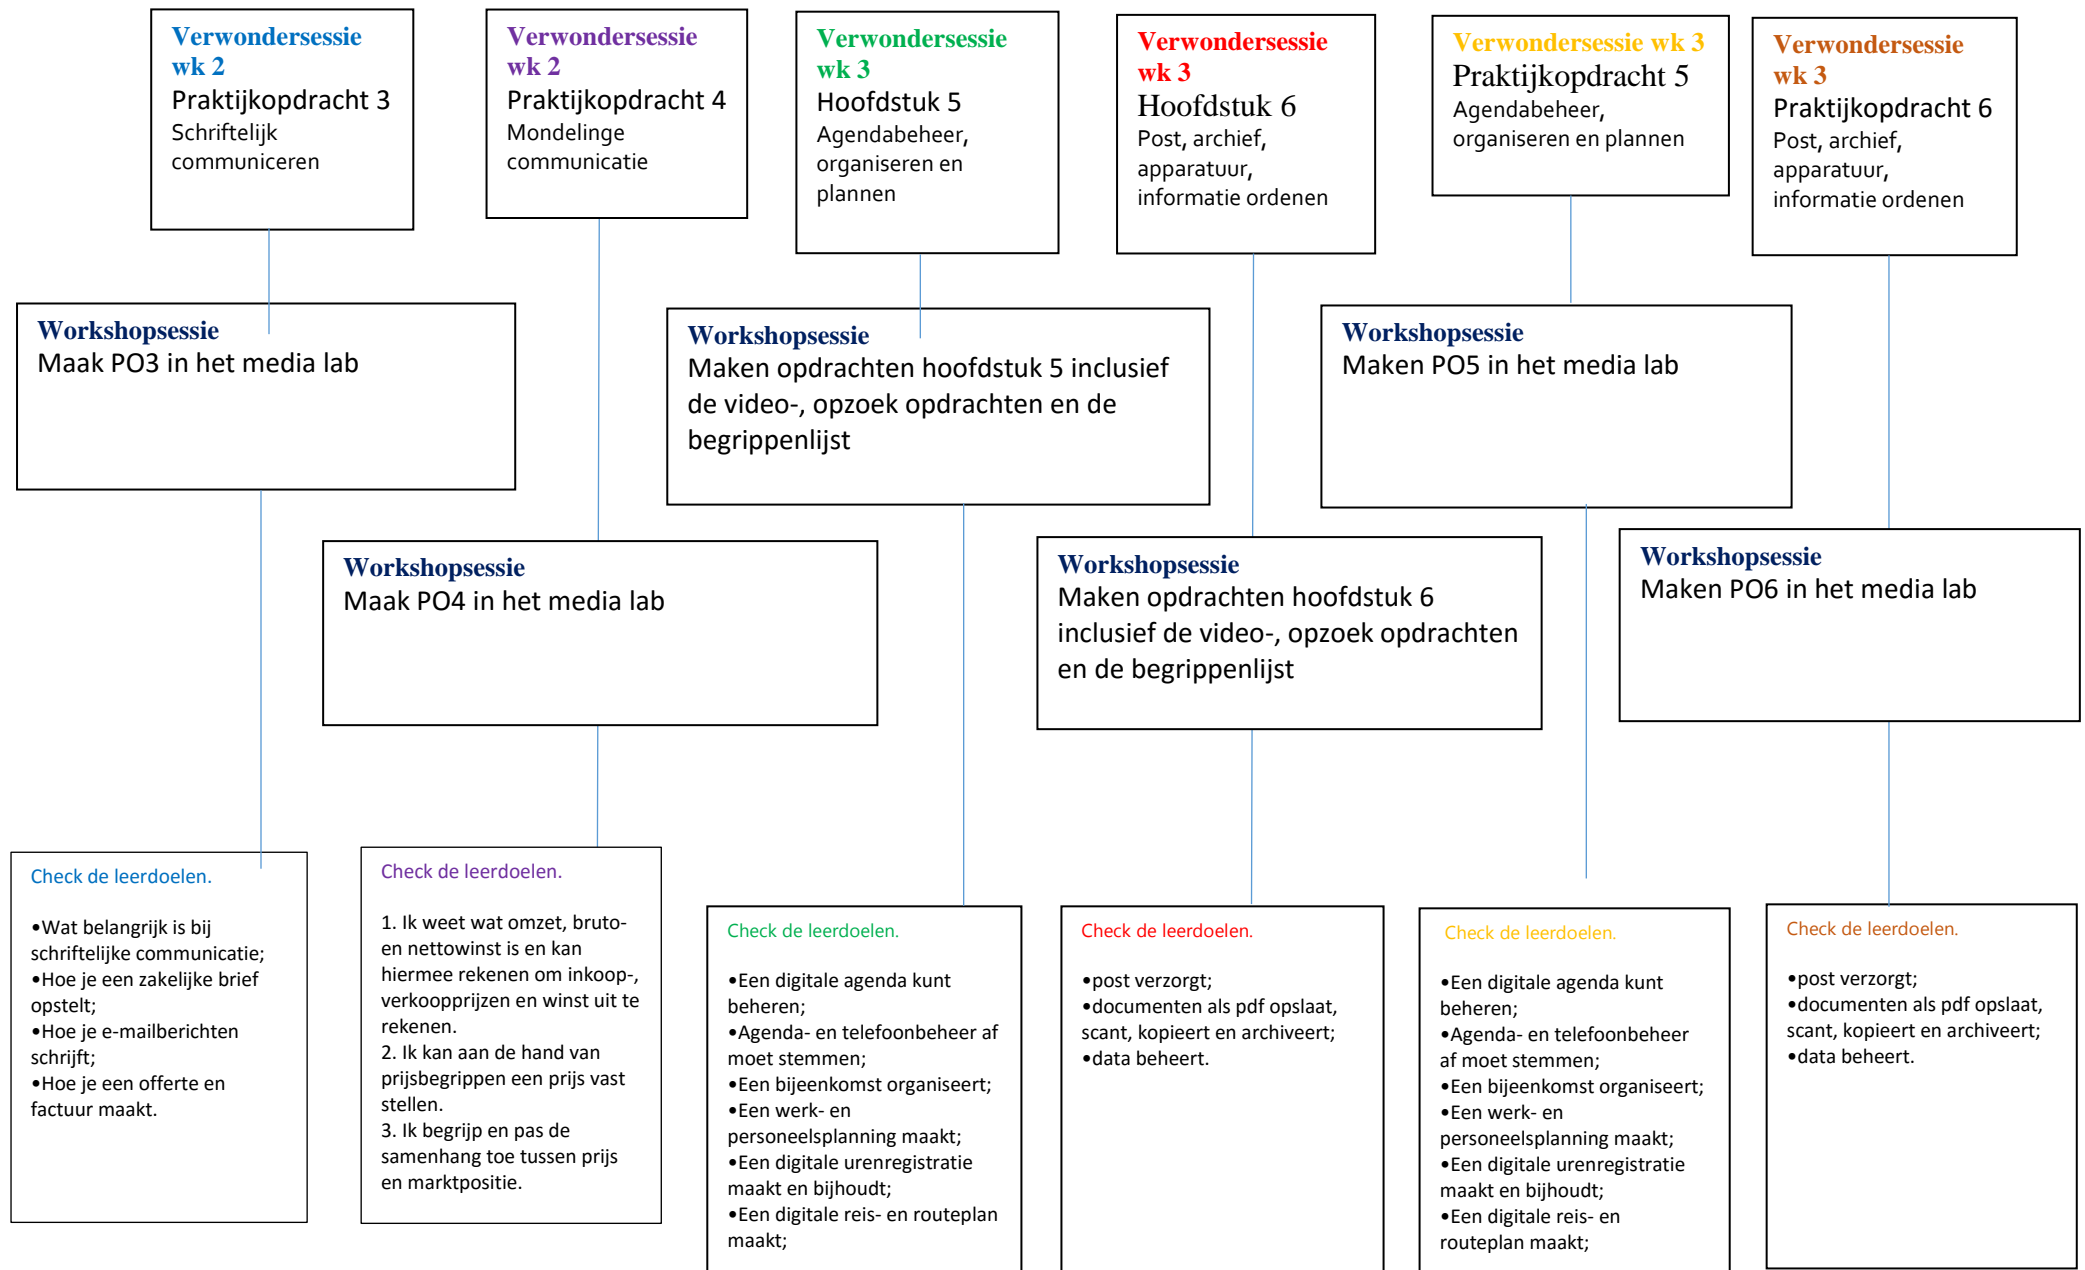 Verwondersessie
wk 2
Praktijkopdracht 3
Schriftelijk
communiceren
Verwondersessie
wk 2
Praktijkopdracht 4
Mondelinge
communicatie
Verwondersessie
wk 3
Hoofdstuk 5
Agendabeheer,
organiseren en
plannen
Verwondersessie
wk 3
Hoofdstuk 6
Post, archief,
apparatuur,
informatie ordenen
Verwondersessie wk 3
Praktijkopdracht 5
Agendabeheer,
organiseren en plannen
Verwondersessie
wk 3
Praktijkopdracht 6
Post, archief,
apparatuur,
informatie ordenen
Workshopsessie
Maak PO3 in het media lab
Workshopsessie
Maken opdrachten hoofdstuk 5 inclusief
de video-, opzoek opdrachten en de
begrippenlijst
Workshopsessie
Maken PO5 in het media lab
Workshopsessie
Maak PO4 in het media lab
Workshopsessie
Maken opdrachten hoofdstuk 6
inclusief de video-, opzoek opdrachten
en de begrippenlijst
Workshopsessie
Maken PO6 in het media lab
Check de leerdoelen.
•Wat belangrijk is bij
schriftelijke communicatie;
•Hoe je een zakelijke brief
opstelt;
•Hoe je e-mailberichten
schrijft;
•Hoe je een offerte en
factuur maakt.
Check de leerdoelen.
1. Ik weet wat omzet, bruto-
en nettowinst is en kan
hiermee rekenen om inkoop-,
verkoopprijzen en winst uit te
rekenen.
2. Ik kan aan de hand van
prijsbegrippen een prijs vast
stellen.
3. Ik begrijp en pas de
samenhang toe tussen prijs
en marktpositie.
Check de leerdoelen.
•Een digitale agenda kunt
beheren;
•Agenda- en telefoonbeheer af
moet stemmen;
•Een bijeenkomst organiseert;
•Een werk- en
personeelsplanning maakt;
•Een digitale urenregistratie
maakt en bijhoudt;
•Een digitale reis- en routeplan
maakt;
Check de leerdoelen.
•post verzorgt;
•documenten als pdf opslaat,
scant, kopieert en archiveert;
•data beheert.
Check de leerdoelen.
•Een digitale agenda kunt
beheren;
•Agenda- en telefoonbeheer
af moet stemmen;
•Een bijeenkomst organiseert;
•Een werk- en
personeelsplanning maakt;
•Een digitale urenregistratie
maakt en bijhoudt;
•Een digitale reis- en
routeplan maakt;
Check de leerdoelen.
•post verzorgt;
•documenten als pdf opslaat,
scant, kopieert en archiveert;
•data beheert.